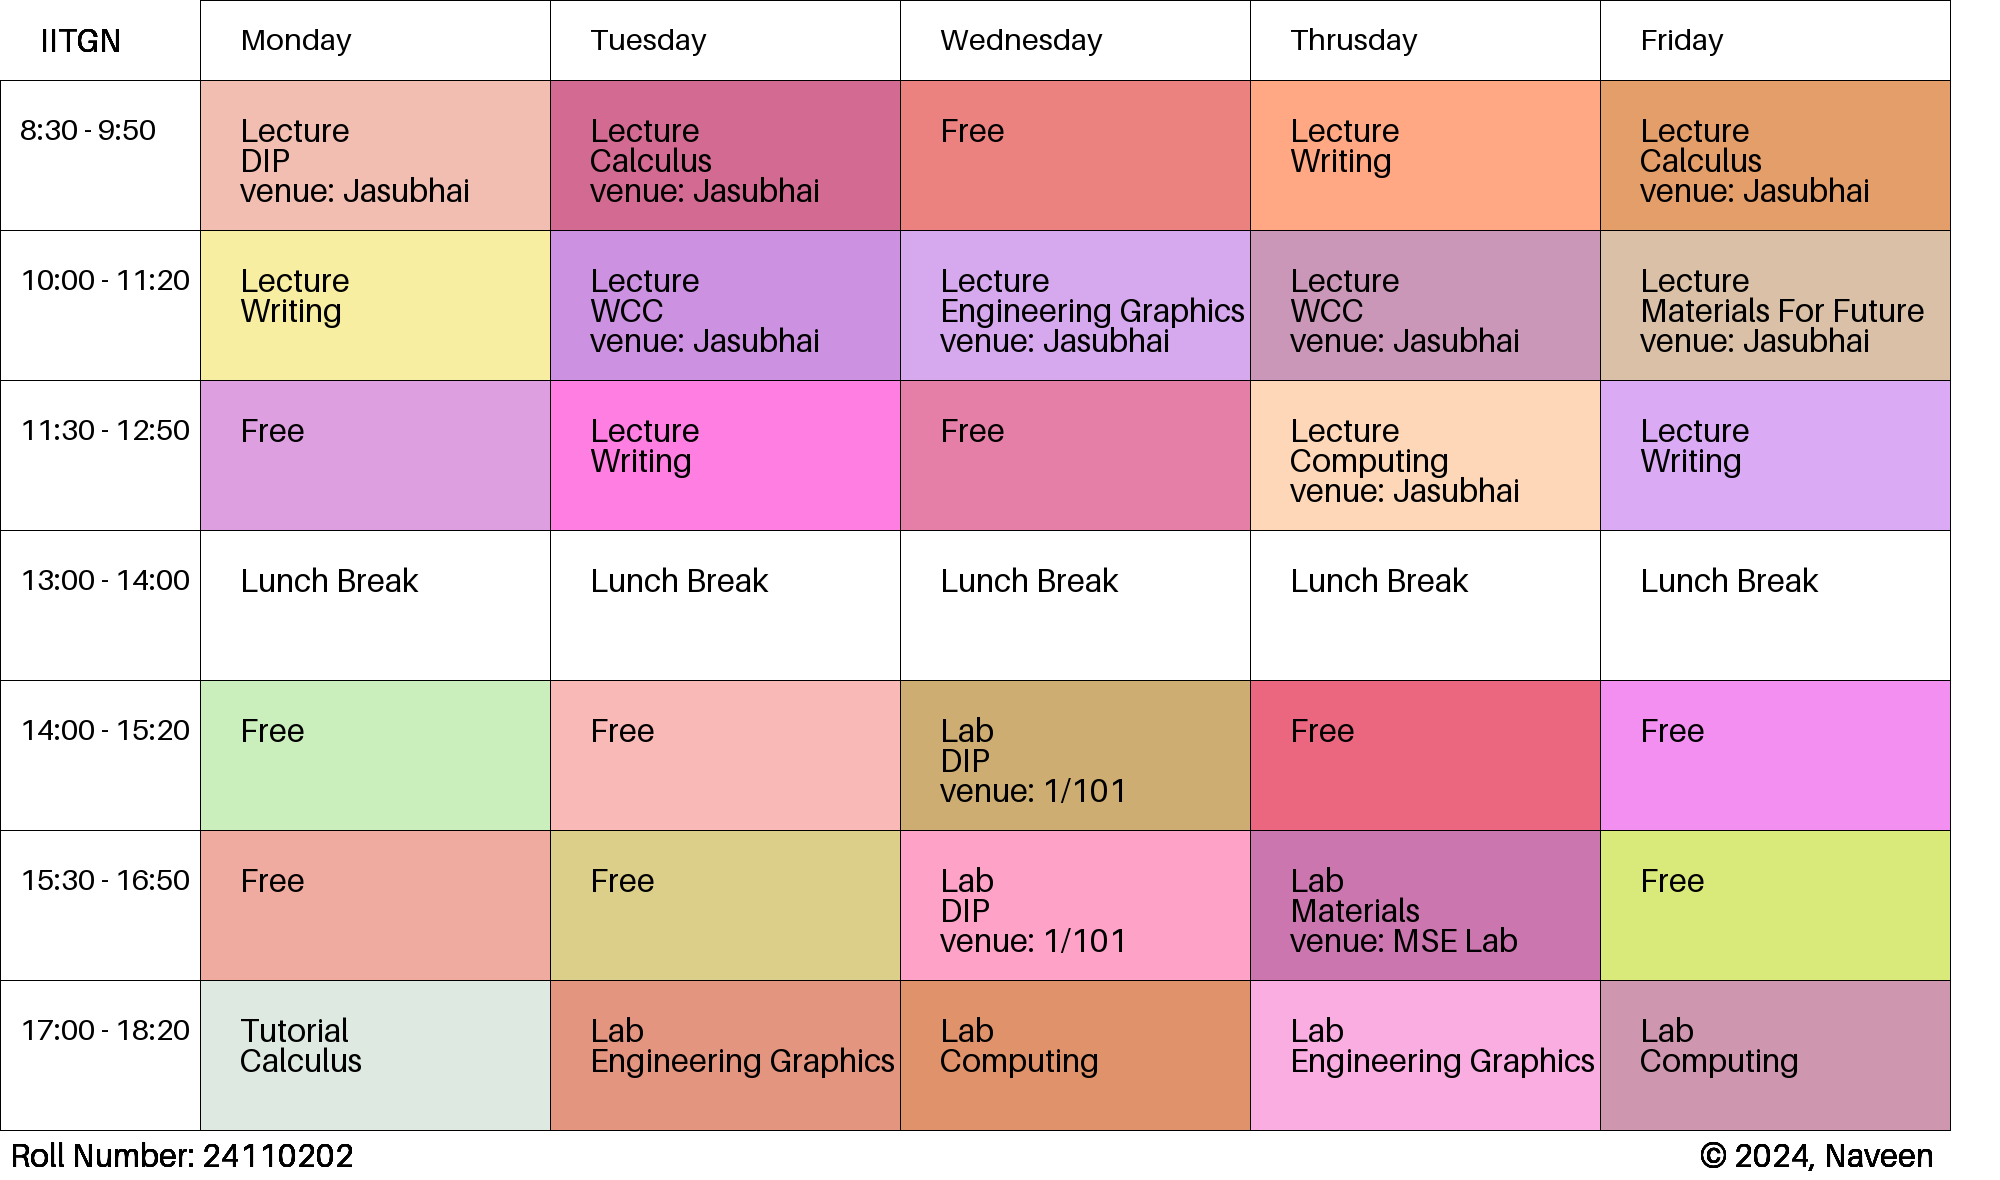 IITGN Monday Tuesday Wednesday Thrusday Friday
8:30 - 9:50
Lecture
DIP
venue: Jasubhai
Lecture
Calculus
venue: Jasubhai
Free
Lecture
Writing
Lecture
Calculus
venue: Jasubhai
10:00 - 11:20
Lecture
Writing
Lecture
WCC
venue: Jasubhai
Lecture
Engineering Graphics
venue: Jasubhai
Lecture
WCC
venue: Jasubhai
Lecture
Materials For Future
venue: Jasubhai
11:30 - 12:50
Free
Lecture
Writing
Free
Lecture
Computing
venue: Jasubhai
Lecture
Writing
13:00 - 14:00
Lunch Break
Lunch Break
Lunch Break
Lunch Break
Lunch Break
14:00 - 15:20
Free
Free
Lab
DIP
venue: 1/101
Free
Free
15:30 - 16:50
Free
Free
Lab
DIP
venue: 1/101
Lab
Materials
venue: MSE Lab
Free
17:00 - 18:20
Tutorial
Calculus
Lab
Engineering Graphics
Lab
Computing
Lab
Engineering Graphics
Lab
Computing
Roll Number: 24110202
© 2024, Naveen